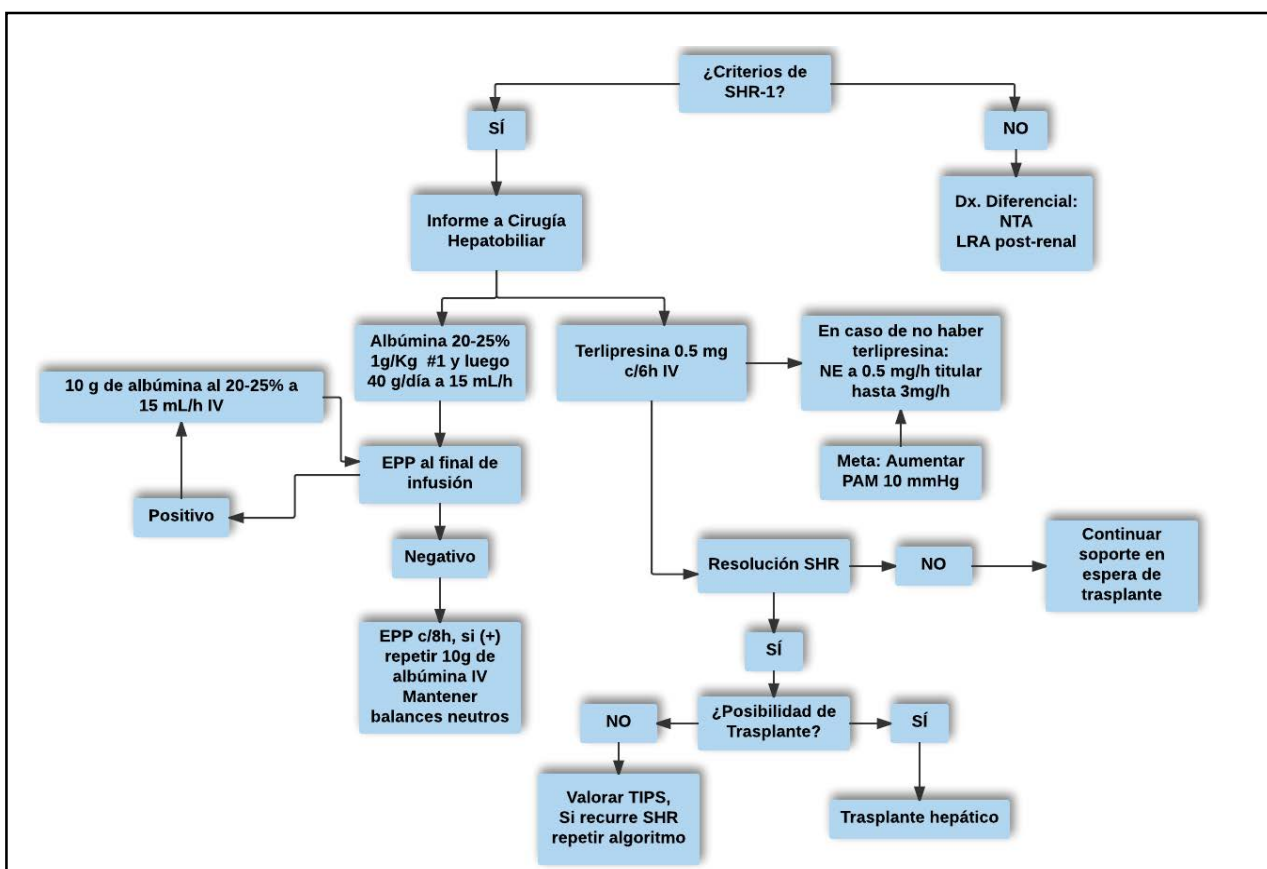 ¿Criterios de
SHR-1?
SÍ
NO
Informe a Cirugía
Hepatobiliar
Dx. Diferencial:
NTA
LRA post-renal
Albúmina 20-25%
1g/Kg #1 y luego
40 g/día a 15 mL/h
Terlipresina 0.5 mg
c/6h IV
En caso de no haber
terlipresina:
NE a 0.5 mg/h titular
hasta 3mg/h
10 g de albúmina al 20-25% a
15 mL/h IV
EPP al final de
infusión
Meta: Aumentar
PAM 10 mmHg
Positivo
Negativo
Resolución SHR
NO
Continuar
soporte en
espera de
trasplante
EPP c/8h, si (+)
repetir 10g de
albúmina IV
Mantener
balances neutros
SÍ
¿Posibilidad de
Trasplante?
NO
SÍ
Valorar TIPS,
Si recurre SHR
repetir algoritmo
Trasplante hepático